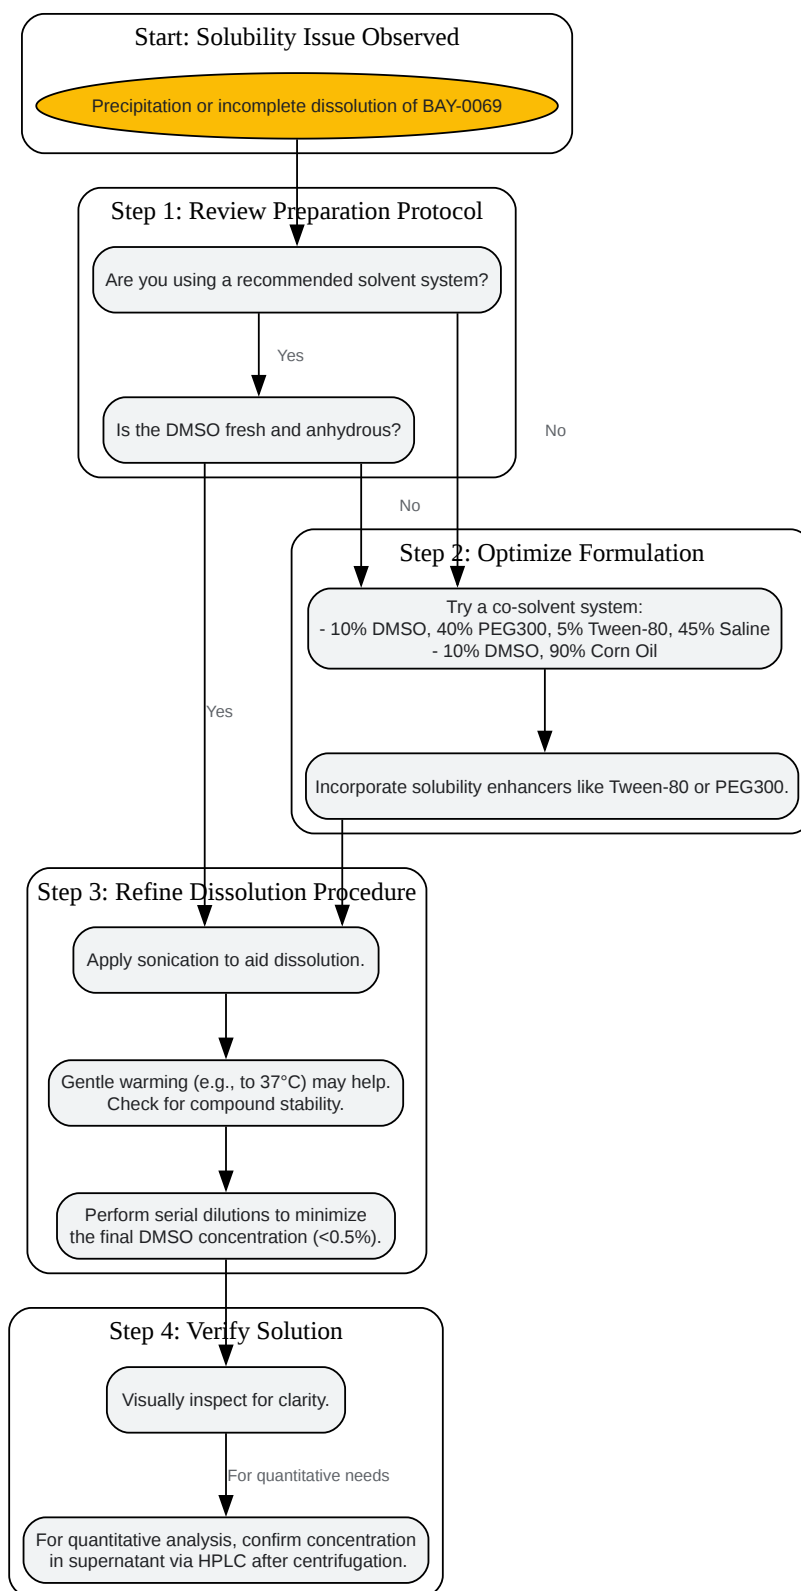 Start: Solubility Issue Observed
Precipitation or incomplete dissolution of BAY-0069
Step 1: Review Preparation Protocol
Are you using a recommended solvent system?
Yes
Is the DMSO fresh and anhydrous?
No
No
Step 2: Optimize Formulation
Try a co-solvent system:
- 10% DMSO, 40% PEG300, 5% Tween-80, 45% Saline
- 10% DMSO, 90% Corn Oil
Yes
Incorporate solubility enhancers like Tween-80 or PEG300.
Step 3: Refine Dissolution Procedure
Apply sonication to aid dissolution.
Gentle warming (e.g., to 37°C) may help.
Check for compound stability.
Perform serial dilutions to minimize
the final DMSO concentration (<0.5%).
Step 4: Verify Solution
Visually inspect for clarity.
For quantitative needs
For quantitative analysis, confirm concentration
in supernatant via HPLC after centrifugation.